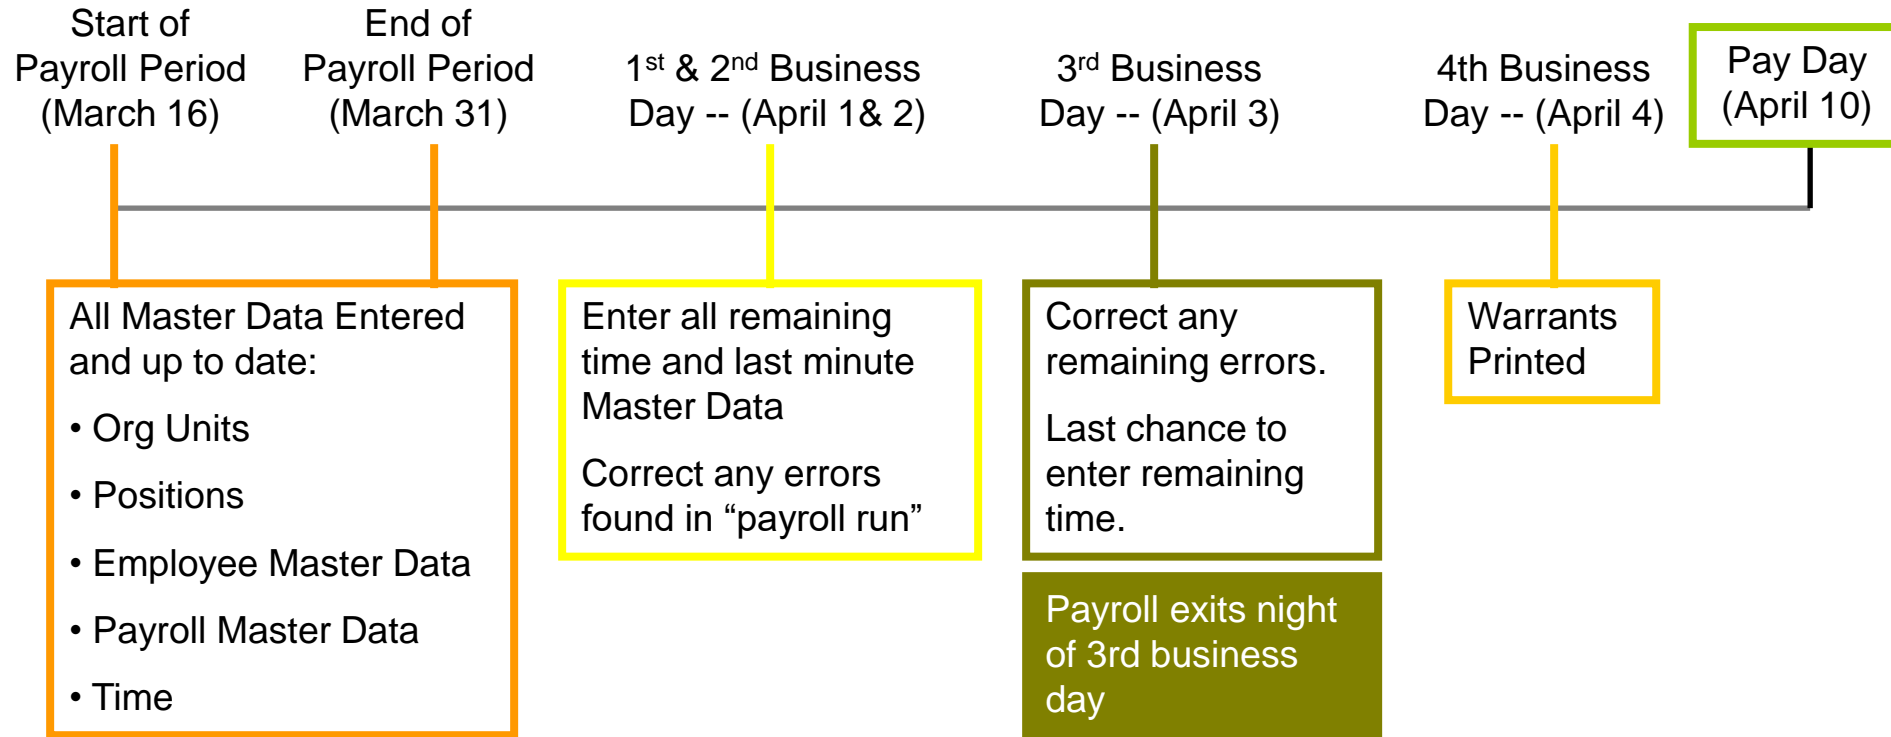 Start of
Payroll Period
(March 16)
End of
Payroll Period
(March 31)
1st & 2nd Business
Day -- (April 1& 2)
3rd Business
Day -- (April 3)
4th Business
Day -- (April 4)
Pay Day
(April 10)
All Master Data Entered
and up to date:
• Org Units
• Positions
• Employee Master Data
• Payroll Master Data
• Time
Enter all remaining
time and last minute
Master Data
Correct any errors
found in “payroll run”
Correct any
remaining errors.
Last chance to
enter remaining
time.
Payroll exits night
of 3rd business
day
Warrants
Printed